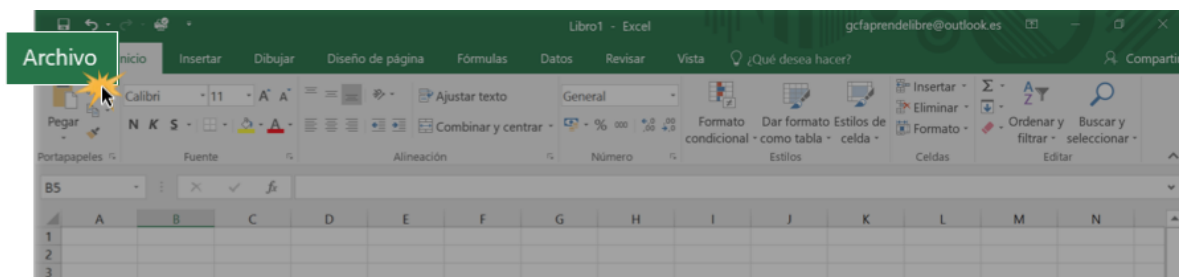 Libro1 - Excel gcfaprendelibre@outlook.es
Archivo nicio Insertar Dibujar Diseño de página Fórmulas Datos Revisar Vista ¿Qué desea hacer? Compartir
Calibri 11 A A Ajustar texto General Insertar Σ
Pegar N K S A Combinar y centrar % 000 Formato condicional Dar formato como tabla Estilos de celda Eliminar Formato Ordenar y filtrar Buscar y seleccionar
Portapapeles Fuente Alineación Número Estilos Celdas Editar
B5 fx
A B C D E F G H I J K L M N
1
2
3